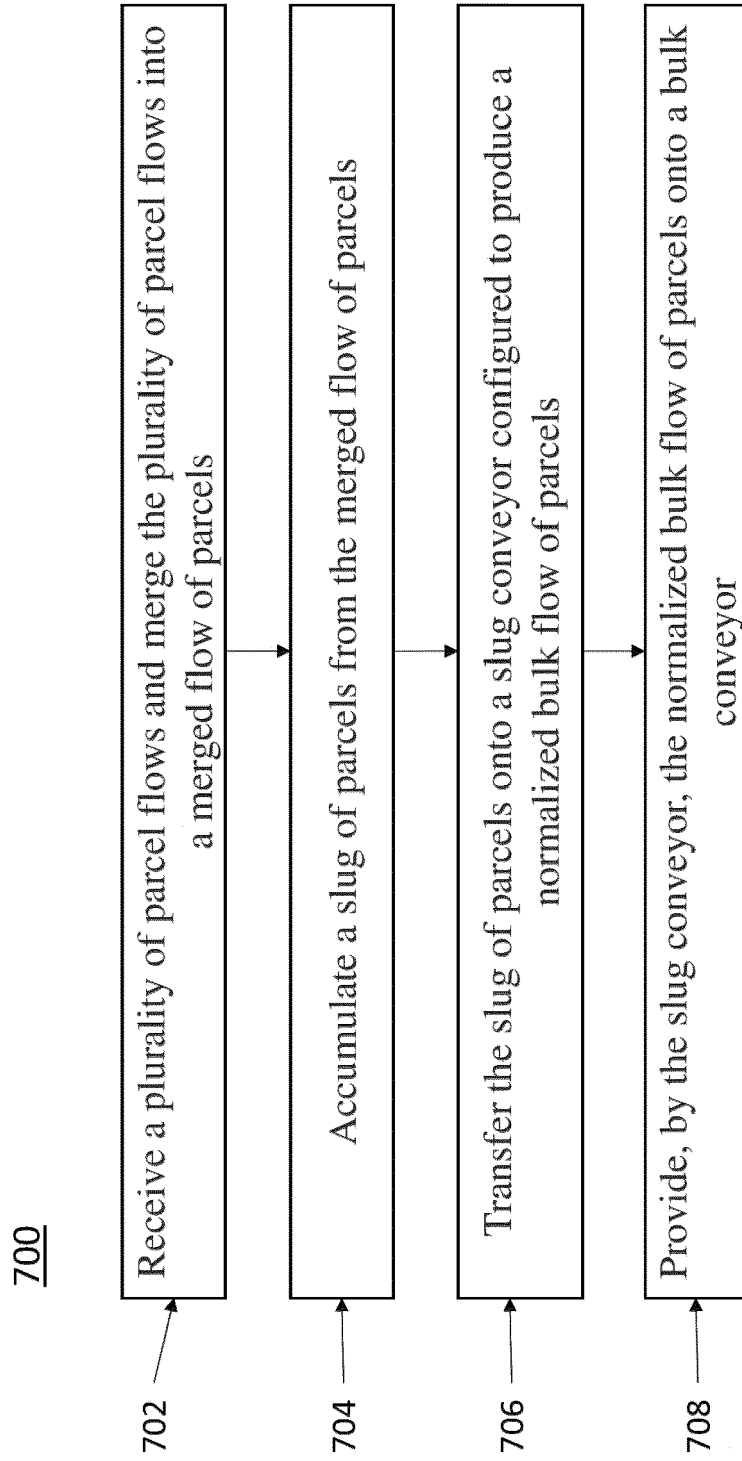 700
702
Receive a plurality of parcel flows and merge the plurality of parcel flows into
a merged flow of parcels
704
Accumulate a slug of parcels from the merged flow of parcels
706
Transfer the slug of parcels onto a slug conveyor configured to produce a
normalized bulk flow of parcels
708
Provide, by the slug conveyor, the normalized bulk flow of parcels onto a bulk
conveyor